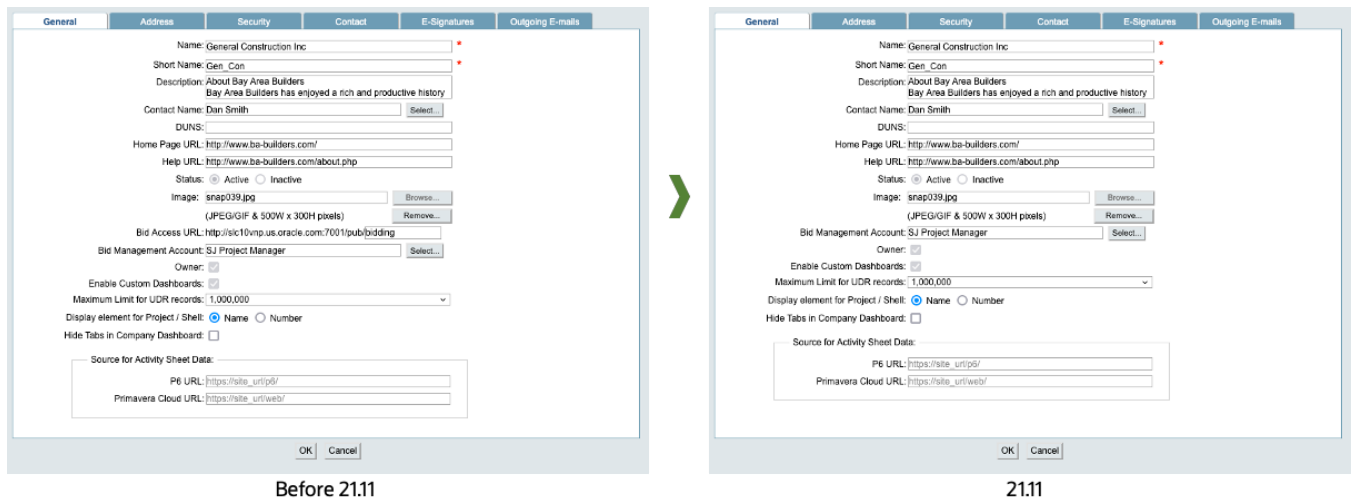 General Address Security Contact E-Signatures Outgoing E-mails
Name: General Construction Inc *
Short Name: Gen_Con *
Description: About Bay Area Builders
Bay Area Builders has enjoyed a rich and productive history
Contact Name: Dan Smith Select...
DUNS:
Home Page URL: http://www.ba-builders.com/
Help URL: http://www.ba-builders.com/about.php
Status: Active Inactive
Image: snap039.jpg Browse...
(JPEG/GIF & 500W x 300H pixels) Remove...
Bid Access URL: http://slc10vnp.us.oracle.com:7001/pub/bidding
Bid Management Account: SJ Project Manager Select...
Owner:
Enable Custom Dashboards:
Maximum Limit for UDR records: 1,000,000
Display element for Project / Shell: Name Number
Hide Tabs in Company Dashboard:
Source for Activity Sheet Data:
P6 URL: https://site_url/p6/
Primavera Cloud URL: https://site_url/web/
OK Cancel
Before 21.11
General Address Security Contact E-Signatures Outgoing E-mails
Name: General Construction Inc *
Short Name: Gen_Con *
Description: About Bay Area Builders
Bay Area Builders has enjoyed a rich and productive history
Contact Name: Dan Smith Select...
DUNS:
Home Page URL: http://www.ba-builders.com/
Help URL: http://www.ba-builders.com/about.php
Status: Active Inactive
Image: snap039.jpg Browse...
(JPEG/GIF & 500W x 300H pixels) Remove...
Bid Management Account: SJ Project Manager Select...
Owner:
Enable Custom Dashboards:
Maximum Limit for UDR records: 1,000,000
Display element for Project / Shell: Name Number
Hide Tabs in Company Dashboard:
Source for Activity Sheet Data:
P6 URL: https://site_url/p6/
Primavera Cloud URL: https://site_url/web/
OK Cancel
21.11